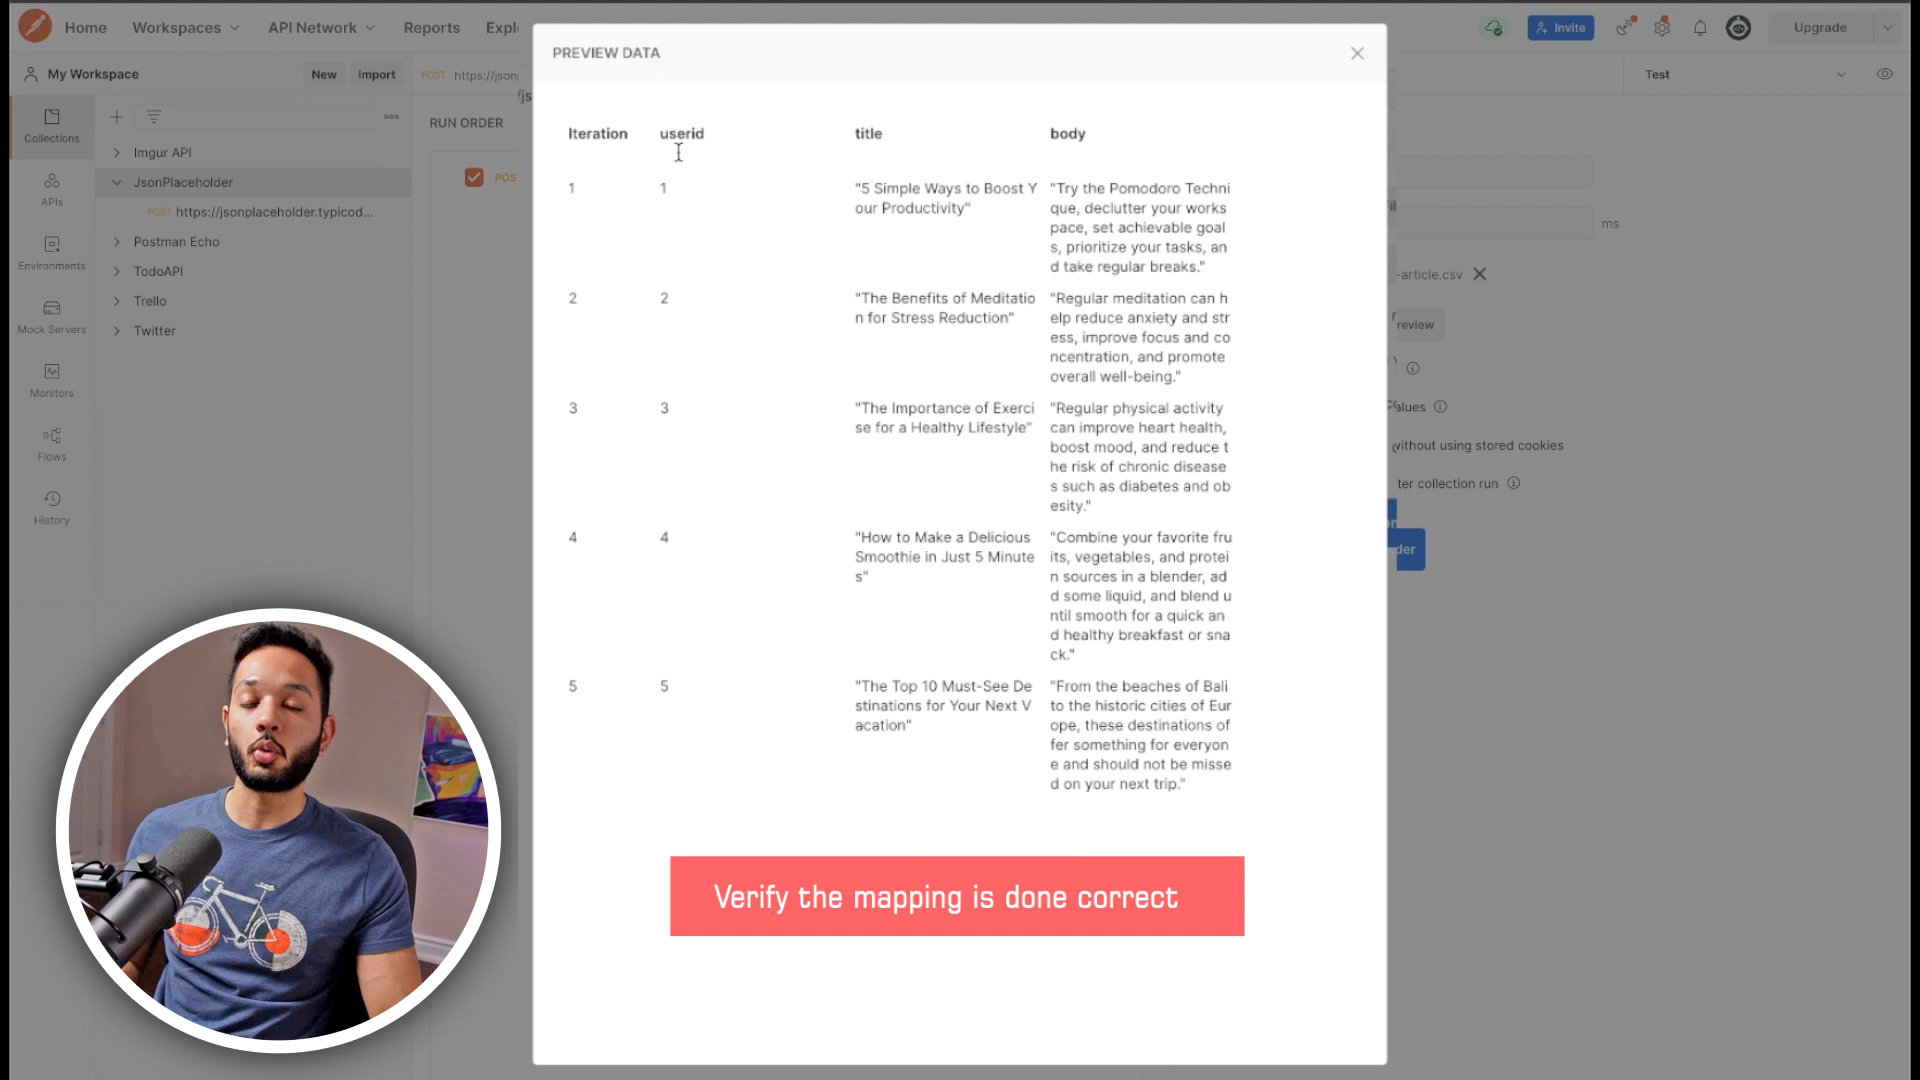 Home Workspaces API Network Reports Expl Invite Upgrade
My Workspace New Import POST https://json Test
Collections
APIs
Environments
Mock Servers
Monitors
Flows
History
Imgur API
JsonPlaceholder
POST https://jsonplaceholder.typicod...
Postman Echo
TodoAPI
Trello
Twitter
/js
RUN ORDER
POS
PREVIEW DATA
Iteration userid title body
1 1 "5 Simple Ways to Boost Y
our Productivity"
"Try the Pomodoro Techni
que, declutter your works
pace, set achievable goal
s, prioritize your tasks, an
d take regular breaks."
2 2 "The Benefits of Meditatio
n for Stress Reduction"
"Regular meditation can h
elp reduce anxiety and str
ess, improve focus and co
ncentration, and promote
overall well-being."
3 3 "The Importance of Exerci
se for a Healthy Lifestyle"
"Regular physical activity
can improve heart health,
boost mood, and reduce t
he risk of chronic disease
s such as diabetes and ob
esity."
4 4 "How to Make a Delicious
Smoothie in Just 5 Minute
s"
"Combine your favorite fru
its, vegetables, and protei
n sources in a blender, ad
d some liquid, and blend u
ntil smooth for a quick an
d healthy breakfast or sna
ck."
5 5 "The Top 10 Must-See De
stinations for Your Next V
acation"
"From the beaches of Bali
to the historic cities of Eur
ope, these destinations of
fer something for everyon
e and should not be misse
d on your next trip."
ms
-article.csv
review
alues
without using stored cookies
ter collection run
der
Verify the mapping is done correct